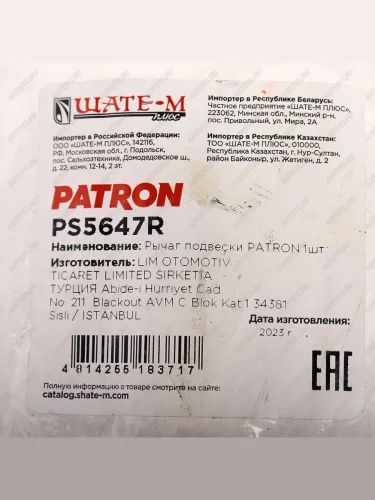 ШАТЕ-М
ПЛЮС
Импортер в Российской Федерации:
ООО "ШАТЕ-М ПЛЮС", 142116,
РФ, Московская обл., г. Подольск,
пос. Сельхозтехника, Домодедовское ш.,
д. 22, комн. 12-14, 2 эт.
Импортер в Республике Беларусь:
Частное предприятие «ШАТЕ-М ПЛЮС»,
223062, Минская обл., Минский р-н,
пос. Привольный, ул. Мира, 2А
Импортер в Республике Казахстан:
ТОО "ШАТЕ-М ПЛЮС", 010000,
Республика Казахстан, г. Нур-Султан,
район Байконыр, ул. Жетиген, д. 2
PATRON
PS5647R
Наименование: Рычаг подвески PATRON 1шт
Изготовитель: LIM OTOMOTIV
TICARET LIMITED SIRKETIA
ТУРЦИЯ Abide-i Hurriyet Cad
No 211 Blackout AVM C Blok Kat:1 34381
Sisli / ISTANBUL
Дата изготовления:
2023 г.
4 814255 183717
Полную информацию о товаре смотрите на сайте
catalog.shate-m.com
EAC